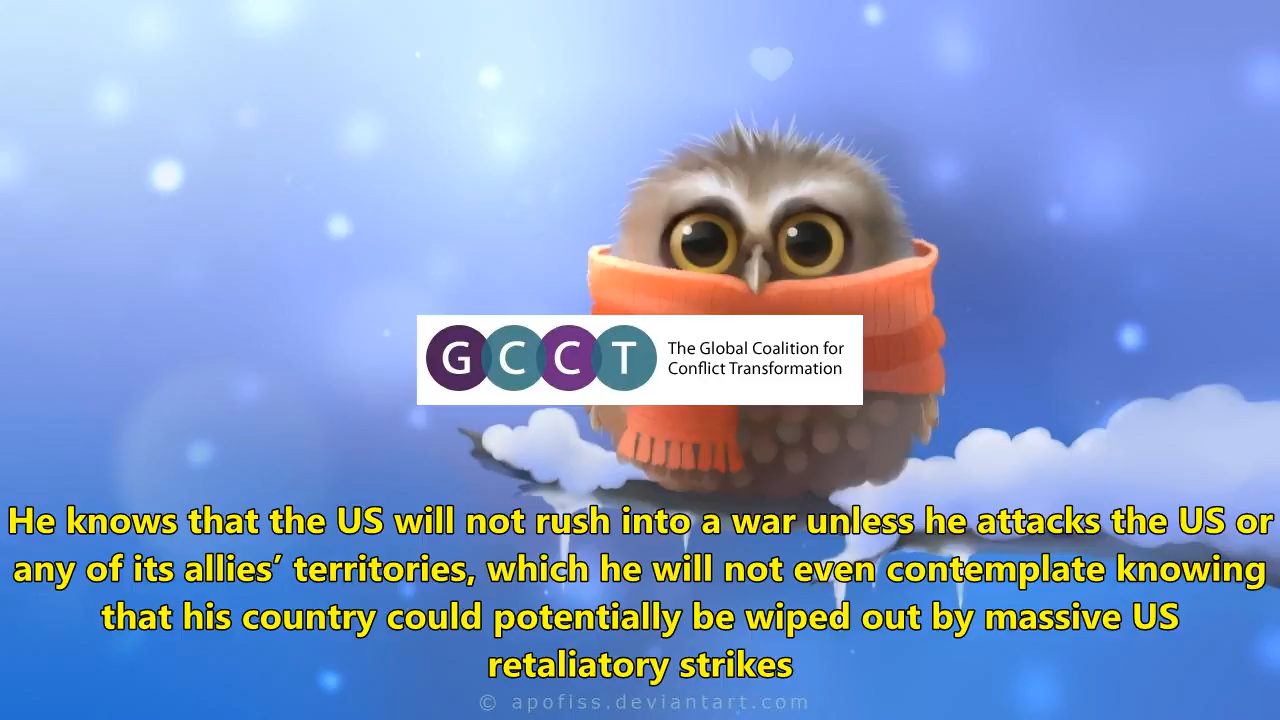 GCCT
The Global Coalition for
Conflict Transformation
He knows that the US will not rush into a war unless he attacks the US or
any of its allies’ territories, which he will not even contemplate knowing
that his country could potentially be wiped out by massive US
retaliatory strikes
© apofiss.deviantart.com